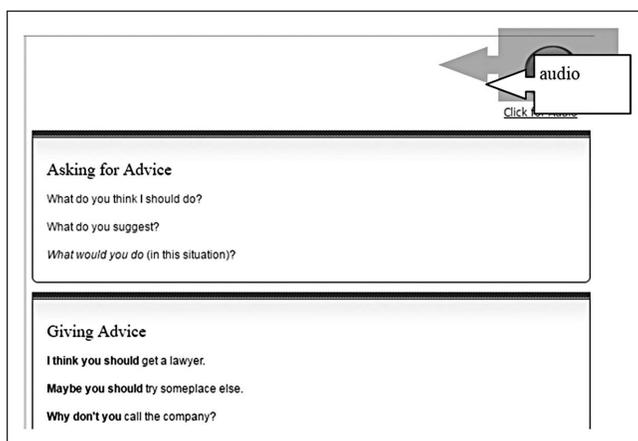 audio
Click for Audio
Asking for Advice
What do you think I should do?
What do you suggest?
What would you do (in this situation)?
Giving Advice
I think you should get a lawyer.
Maybe you should try someplace else.
Why don't you call the company?